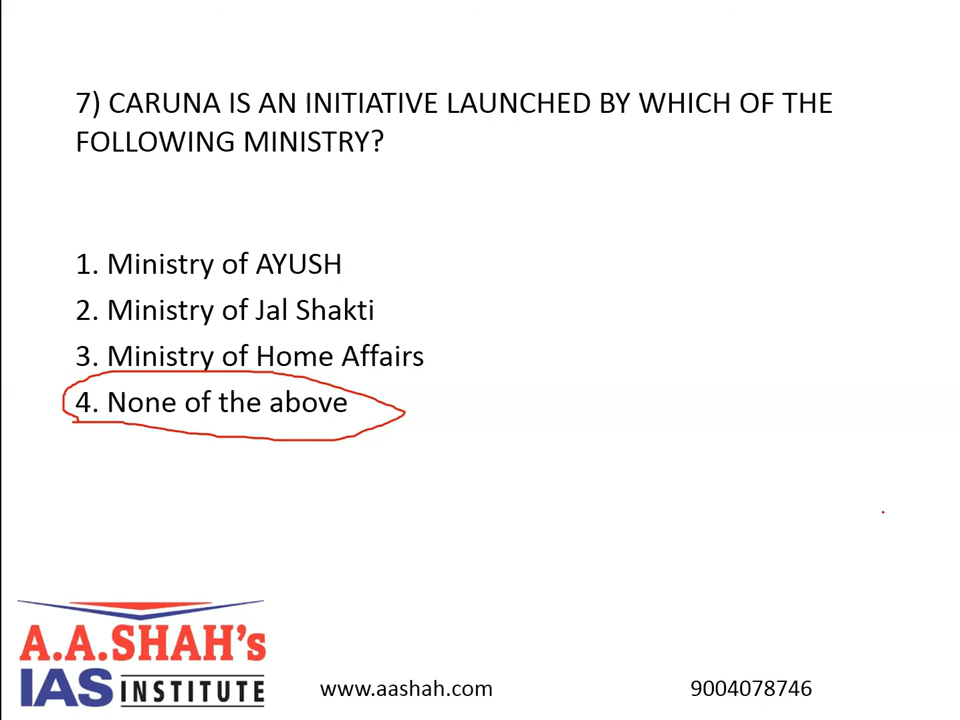 7) CARUNA IS AN INITIATIVE LAUNCHED BY WHICH OF THE
FOLLOWING MINISTRY?
1. Ministry of AYUSH
2. Ministry of Jal Shakti
3. Ministry of Home Affairs
4. None of the above
A.A.SHAH's
IAS INSTITUTE
www.aashah.com
9004078746